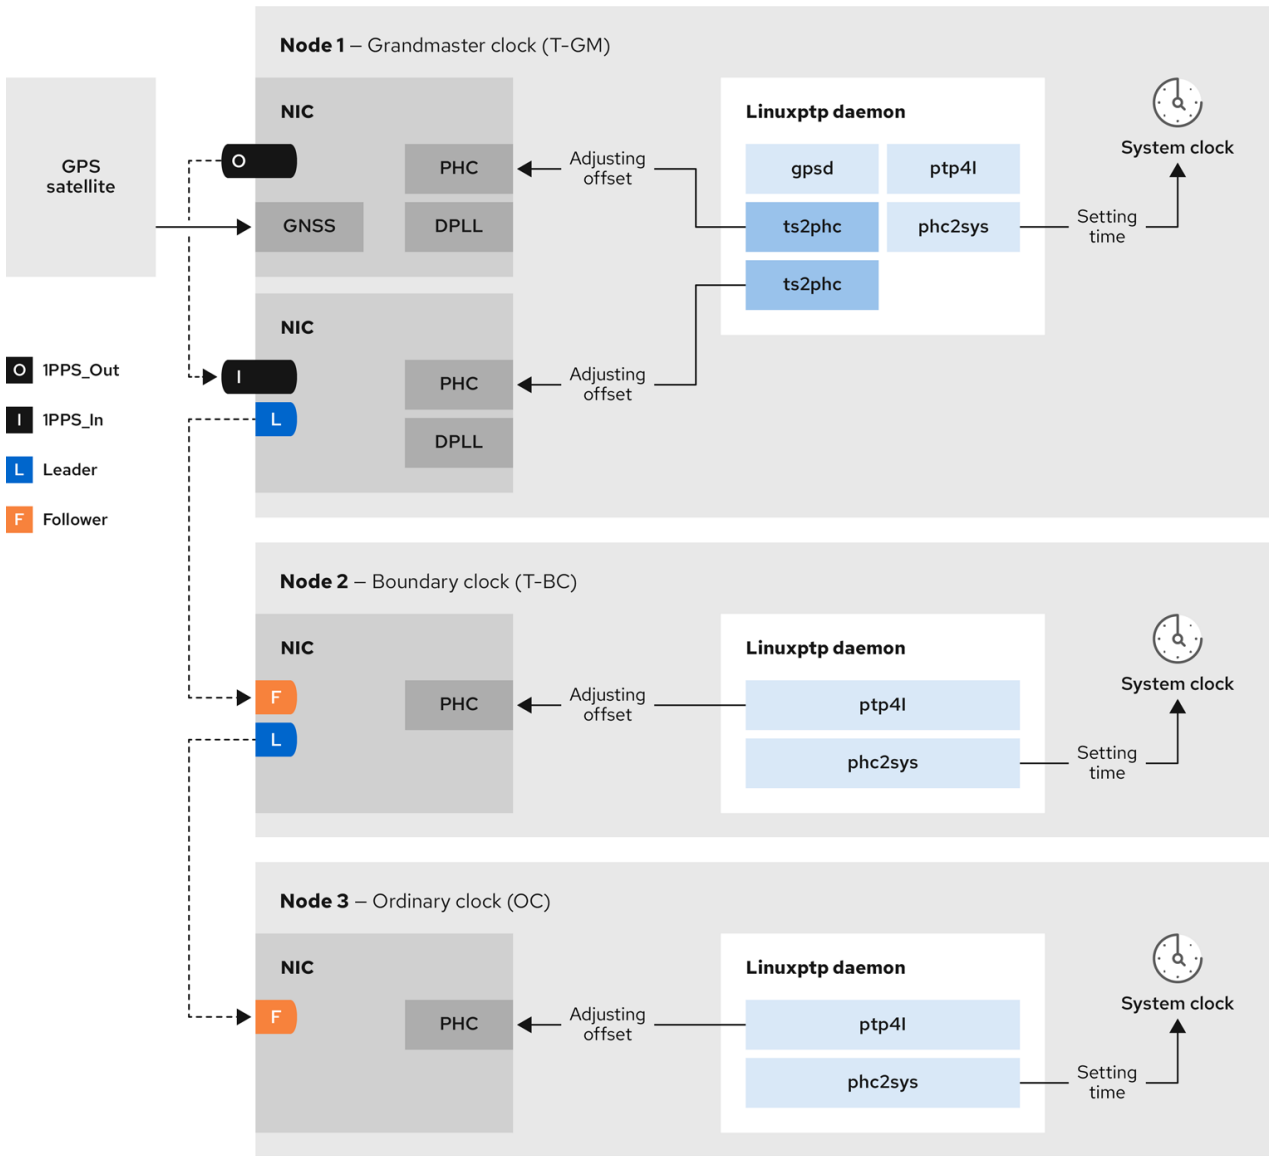 Node 1 – Grandmaster clock (T-GM)
GPS
satellite
NIC
O
GNSS
PHC
DPLL
Adjusting
offset
Linuxptp daemon
gpsd
ptp4l
ts2phc
phc2sys
ts2phc
Setting
time
System clock
NIC
I
L
PHC
DPLL
Adjusting
offset
O 1PPS_Out
I 1PPS_In
L Leader
F Follower
Node 2 – Boundary clock (T-BC)
NIC
F
L
PHC
Adjusting
offset
Linuxptp daemon
ptp4l
phc2sys
Setting
time
System clock
Node 3 – Ordinary clock (OC)
NIC
F
PHC
Adjusting
offset
Linuxptp daemon
ptp4l
phc2sys
Setting
time
System clock